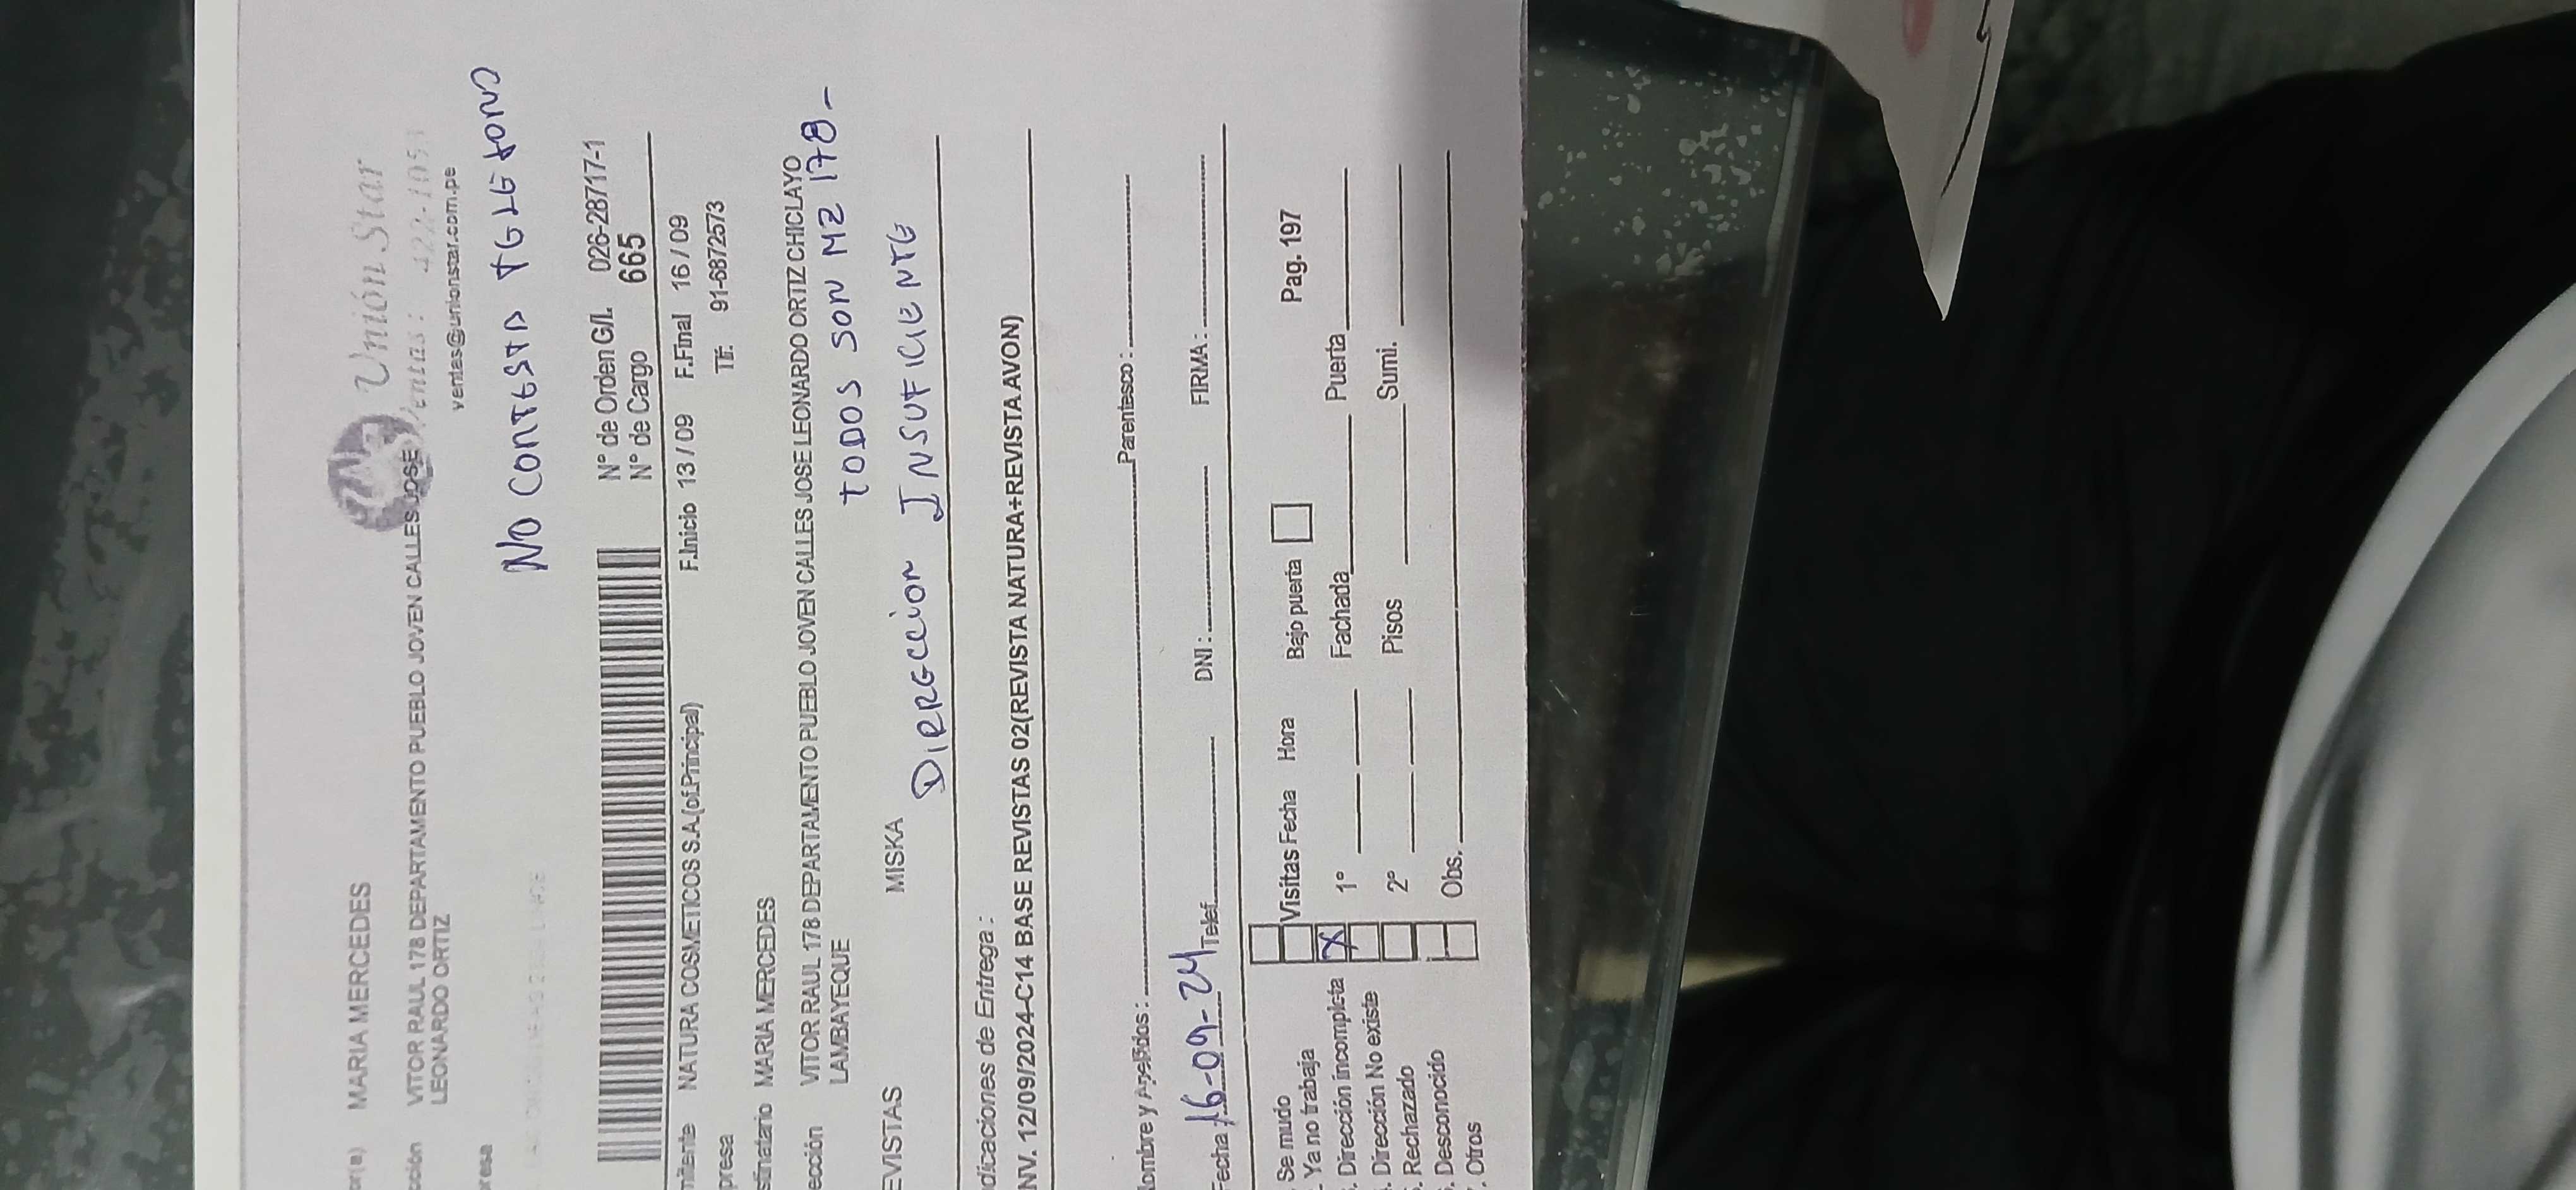 Unión Star
ventas@unionstar.com.pe
MARIA MERCEDES
VITOR RAUL 178 DEPARTAMENTO PUEBLO JOVEN CALLES JOSE
LEONARDO ORTIZ
NO CONTESTA TELEFONO
Nº de Orden G/L 026-28717-1
Nº de Cargo 665
NATURA COSMETICOS S.A.(of.Principal) F.Inicio 13/09 F.Final 16/09
presa Tlf. 91-6872573
MARIA MERCEDES
ección VITOR RAUL 178 DEPARTAMENTO PUEBLO JOVEN CALLES JOSE LEONARDO ORTIZ CHICLAYO
LAMBAYEQUE TODOS SON MZ 178-
EVISTAS MISKA
DIRECCION INSUFICIENTE
dicaciones de Entrega :
NV. 12/09/2024-C14 BASE REVISTAS 02(REVISTA NATURA+REVISTA AVON)
ombre y Apellidos : Parentesco :
Fecha : 16-09-24 Telef. DNI : FIRMA :
Se mudo
Ya no trabaja Visitas Fecha Hora Bajo puerta Pag. 197
Dirección incompleta X 1º Fachada Puerta
Dirección No existe
Rechazado 2º Pisos Sumi.
Desconocido
Otros Obs.